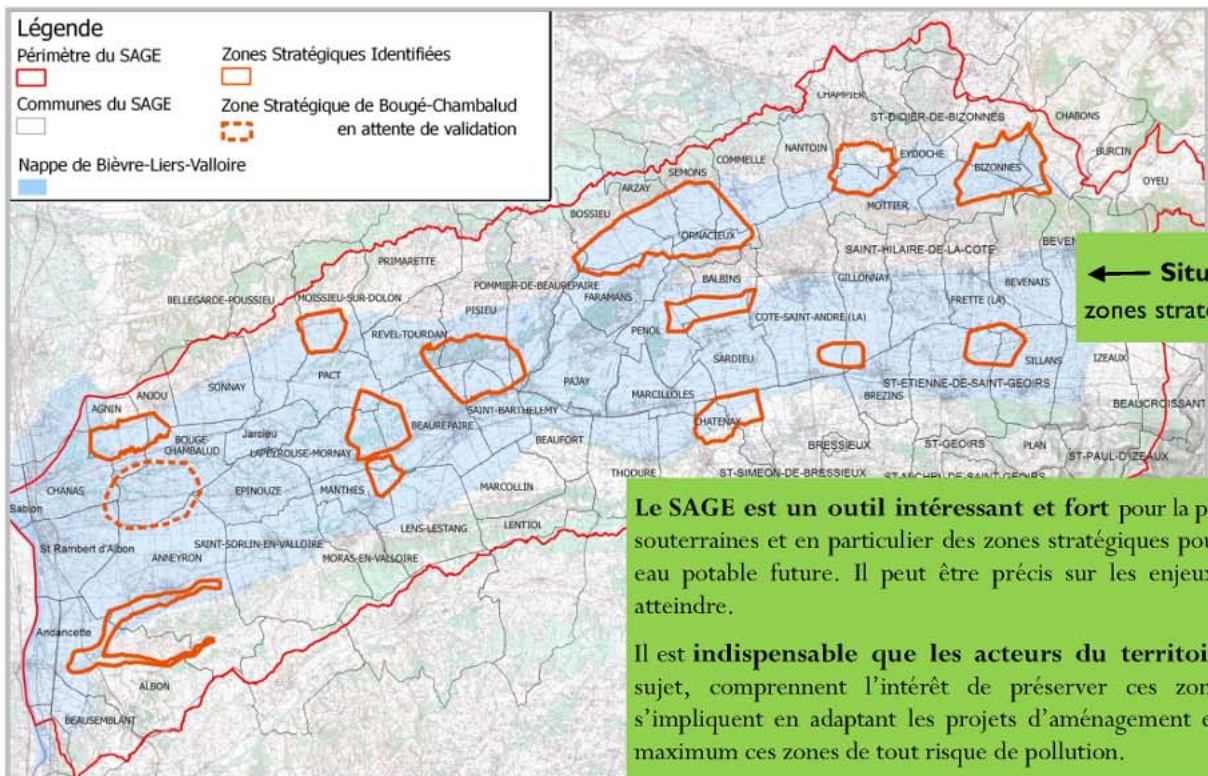 Légende
Périmètre du SAGE
Zones Stratégiques Identifiées
Communes du SAGE
Zone Stratégique de Bougé-Chambalud
en attente de validation
Nappe de Bièvre-Liers-Valloire
CHAMPIER
ST-DIDIER-DE-BIZONNES
CHABONS
NANTOIN
EYDOCHE
BURCIN
COMMELLE
BIZONNES
SEMONS
OYEU
ARZAY
MOTTIER
BOSSIEU
ORNACIEUX
SAINT-HILAIRE-DE-LA-COTE
BEVEN
PRIMARETTE
BALBINS
GILLONNAY
BEVENAIS
POMMIER-DE-BEAUREPAIRE
FARAMANS
BELLEGARDE-POUSSIEU
MOISSIEU-SUR-DOLON
PISIEU
FRETTE (LA)
COTE-SAINT-ANDRE (LA)
REVEL-TOURDAN
PENOL
SARDIEU
SILLANS
IZEAUX
PACT
SONNAY
PAJAY
ST-ETIENNE-DE-SAINT-GEOIRS
MARCILLOLES
BREZINS
ANJOU
AGNIN
SAINT-BARTHELEMY
BEAUCROISSANT
CHATENAY
BOUGE-
CHAMBALUD
Jarcieu
BEAUREPAIRE
BEAUFORT
BRESSIEUX
ST-GEOIRS
PLAN
LAPEYROUSE-MORNAY
ST-PAUL-D'IZEAUX
THODURE
ST-SIMEON-DE-BRESSIEUX
ST-MICHEL-DE-SAINT-GEOIRS
CHANAS
EPINOUZE
MANTHES
MARCOLLIN
Sablon
LENS-LESTANG
LENTIOL
St Rambert d'Albon
SAINT-SORLIN-EN-VALLOIRE
ANNEYRON
MORAS-EN-VALLOIRE
Andancette
ALBON
BEAUSEMBLANT
← Situ
zones straté
Le SAGE est un outil intéressant et fort pour la p
souterraines et en particulier des zones stratégiques pou
eau potable future. Il peut être précis sur les enjeux
atteindre.
Il est indispensable que les acteurs du territoir
sujet, comprennent l'intérêt de préserver ces zon
s'impliquent en adaptant les projets d'aménagement e
maximum ces zones de tout risque de pollution.